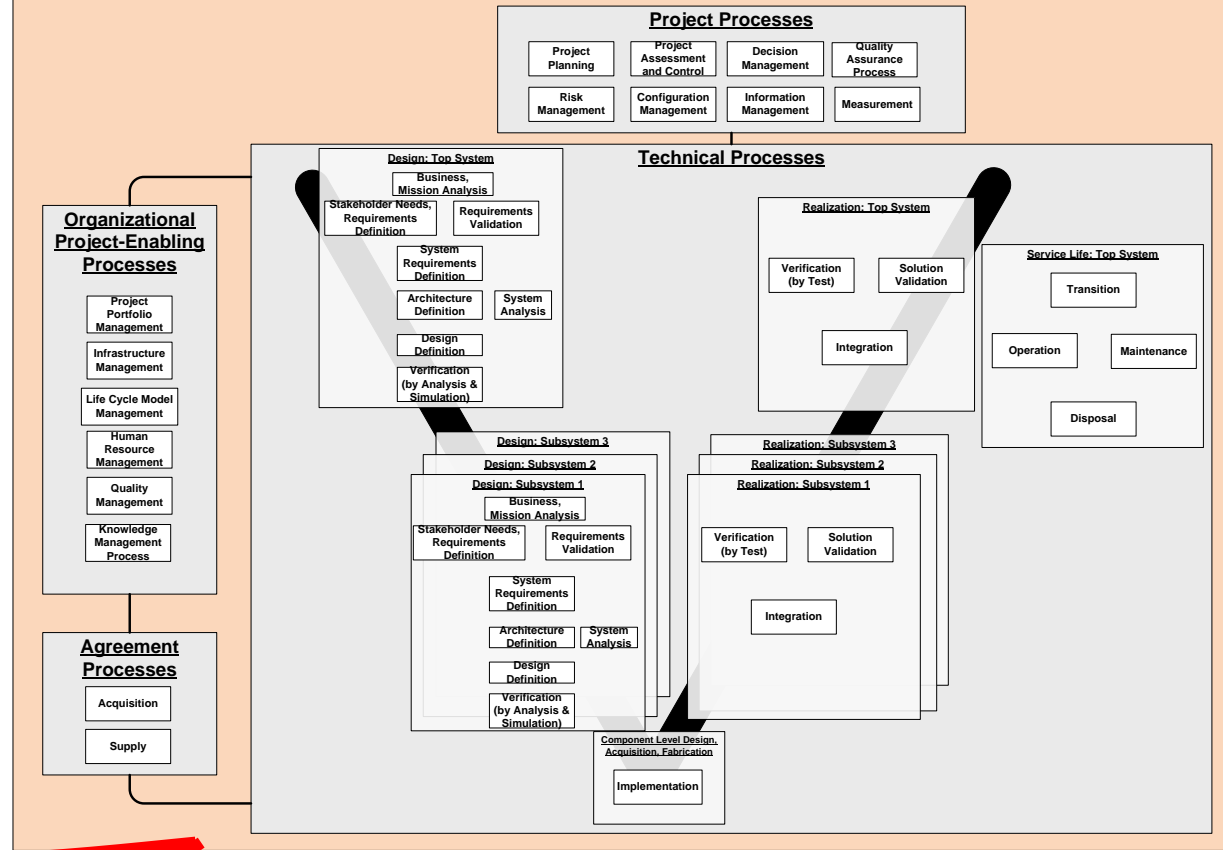 Project Processes
Project
Planning
Project
Assessment
and Control
Decision
Management
Quality
Assurance
Process
Risk
Management
Configuration
Management
Information
Management
Measurement
Organizational
Project-Enabling
Processes
Project
Portfolio
Management
Infrastructure
Management
Life Cycle Model
Management
Human
Resource
Management
Quality
Management
Knowledge
Management
Process
Agreement
Processes
Acquisition
Supply
Technical Processes
Design: Top System
Business,
Mission Analysis
Stakeholder Needs,
Requirements
Definition
Requirements
Validation
System
Requirements
Definition
Architecture
Definition
System
Analysis
Design
Definition
Verification
(by Analysis &
Simulation)
Design: Subsystem 3
Design: Subsystem 2
Design: Subsystem 1
Business,
Mission Analysis
Stakeholder Needs,
Requirements
Definition
Requirements
Validation
System
Requirements
Definition
Architecture
Definition
System
Analysis
Design
Definition
Verification
(by Analysis &
Simulation)
Component Level Design,
Acquisition, Fabrication
Implementation
Realization: Subsystem 3
Realization: Subsystem 2
Realization: Subsystem 1
Verification
(by Test)
Solution
Validation
Integration
Realization: Top System
Verification
(by Test)
Solution
Validation
Integration
Service Life: Top System
Transition
Operation
Maintenance
Disposal